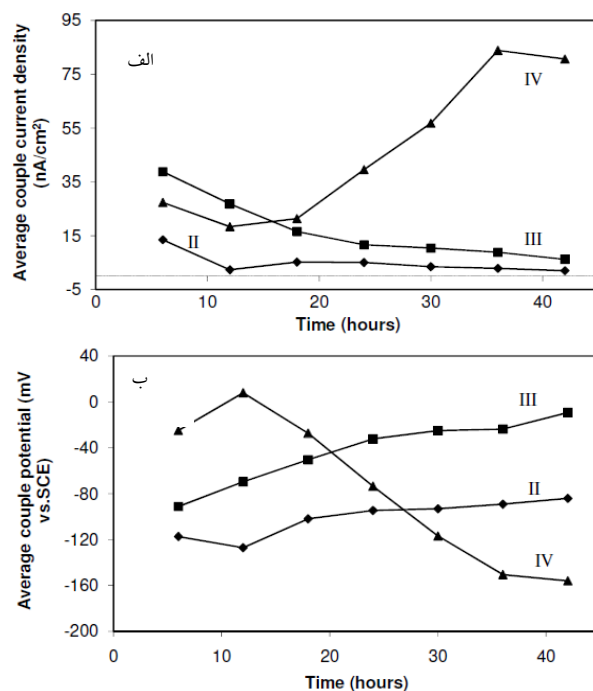 الف
Average couple current density
(nA/cm²)
95
75
55
35
15
-5
IV
III
II
0
10
20
30
40
Time (hours)
ب
Average couple potential (mV
vs.SCE)
40
0
-40
-80
-120
-160
-200
III
II
IV
0
10
20
30
40
Time (hours)